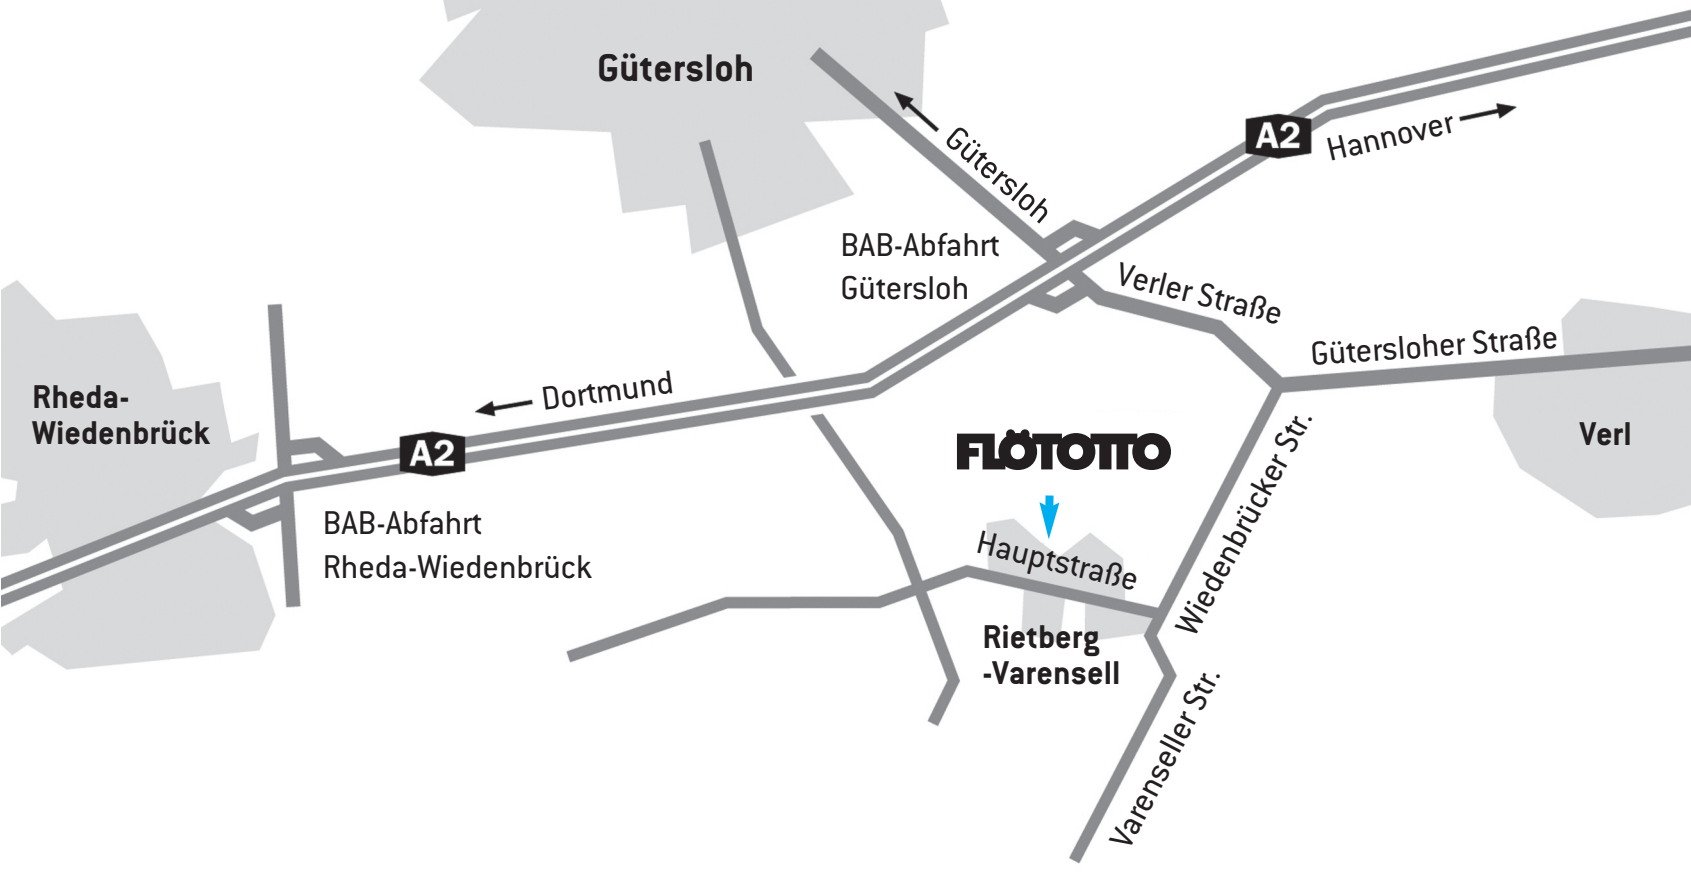 Gütersloh
A2
Hannover
Gütersloh
BAB-Abfahrt
Gütersloh
Verler Straße
Gütersloher Straße
Rheda-
Wiedenbrück
Dortmund
A2
FLÖTOTTO
Wiedenbrücker Str.
Verl
BAB-Abfahrt
Rheda-Wiedenbrück
Hauptstraße
Rietberg
-Varensell
Varenseller Str.